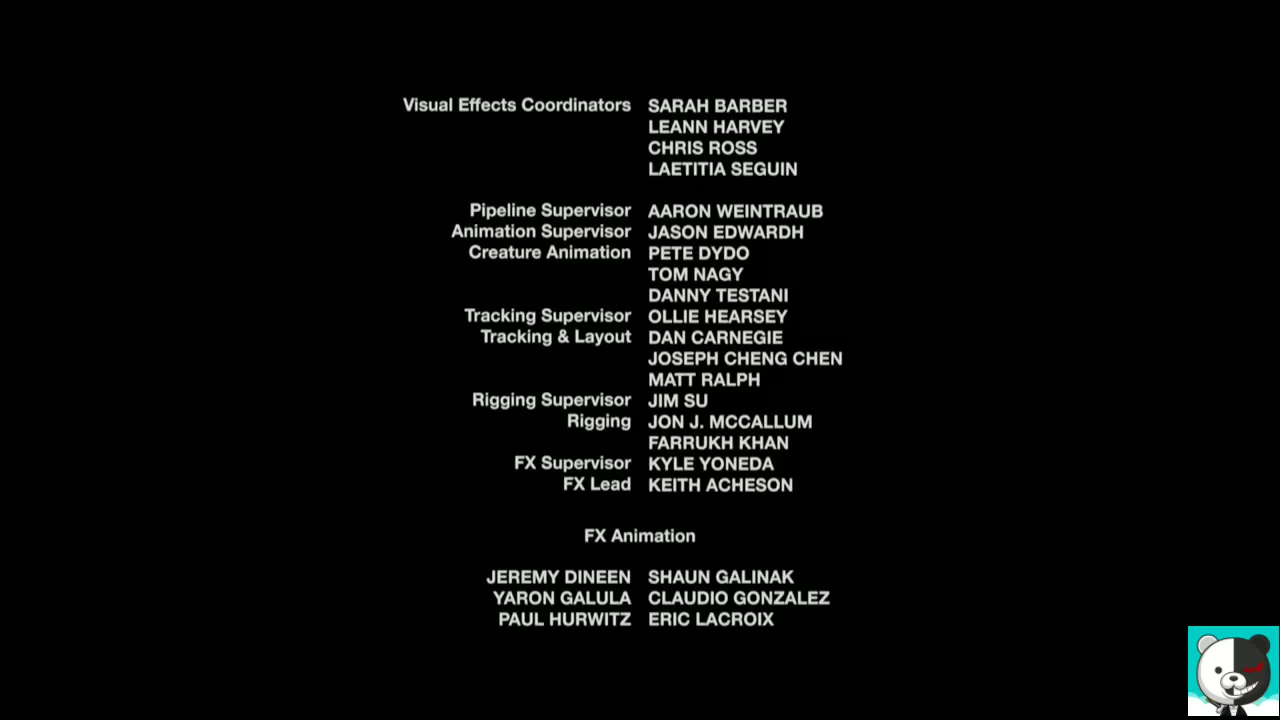 Visual Effects Coordinators SARAH BARBER
LEANN HARVEY
CHRIS ROSS
LAETITIA SEGUIN
Pipeline Supervisor AARON WEINTRAUB
Animation Supervisor JASON EDWARDH
Creature Animation PETE DYDO
TOM NAGY
DANNY TESTANI
Tracking Supervisor OLLIE HEARSEY
Tracking & Layout DAN CARNEGIE
JOSEPH CHENG CHEN
MATT RALPH
Rigging Supervisor JIM SU
Rigging JON J. MCCALLUM
FARRUKH KHAN
FX Supervisor KYLE YONEDA
FX Lead KEITH ACHESON
FX Animation
JEREMY DINEEN SHAUN GALINAK
YARON GALULA CLAUDIO GONZALEZ
PAUL HURWITZ ERIC LACROIX